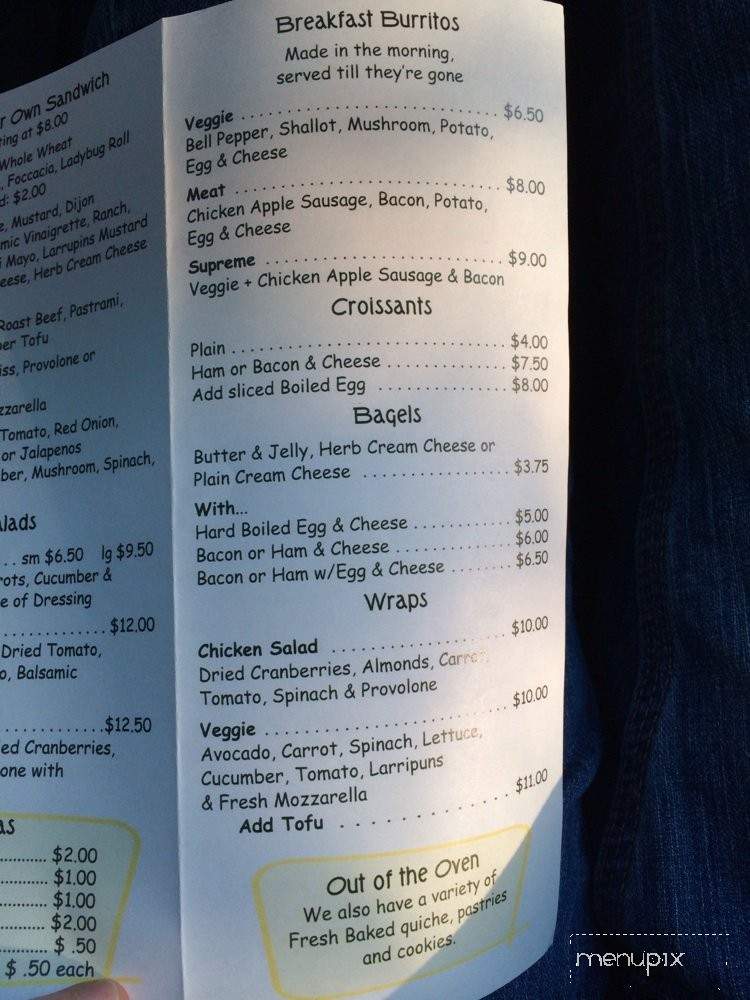 r Own Sandwich
ting at $8.00
Whole Wheat
, Foccacia, Ladybug Roll
d: $2.00
e, Mustard, Dijon
mic Vinaigrette, Ranch,
i Mayo, Larrupins Mustard
eese, Herb Cream Cheese
Roast Beef, Pastrami,
er Tofu
iss, Provolone or
zzarella
Tomato, Red Onion,
or Jalapenos
ber, Mushroom, Spinach,
lads
... sm $6.50 lg $9.50
rots, Cucumber &
e of Dressing
.............. $12.00
Dried Tomato,
o, Balsamic
..............$12.50
ed Cranberries,
one with
as
........... $2.00
........... $1.00
........... $1.00
........... $2.00
........... $ .50
$ .50 each
Breakfast Burritos
Made in the morning,
served till they're gone
Veggie .............................. $6.50
Bell Pepper, Shallot, Mushroom, Potato,
Egg & Cheese
Meat .............................. $8.00
Chicken Apple Sausage, Bacon, Potato,
Egg & Cheese
Supreme ........................... $9.00
Veggie + Chicken Apple Sausage & Bacon
Croissants
Plain .............................. $4.00
Ham or Bacon & Cheese .............. $7.50
Add sliced Boiled Egg .............. $8.00
Bagels
Butter & Jelly, Herb Cream Cheese or
Plain Cream Cheese ................. $3.75
With...
Hard Boiled Egg & Cheese ........... $5.00
Bacon or Ham & Cheese ............. $6.00
Bacon or Ham w/Egg & Cheese ....... $6.50
Wraps
Chicken Salad ..................... $10.00
Dried Cranberries, Almonds, Carrot,
Tomato, Spinach & Provolone
Veggie ............................ $10.00
Avocado, Carrot, Spinach, Lettuce,
Cucumber, Tomato, Larripuns
& Fresh Mozzarella
Add Tofu . . . . . . . . . . . $11.00
Out of the Oven
We also have a variety of
Fresh Baked quiche, pastries
and cookies.
menupix